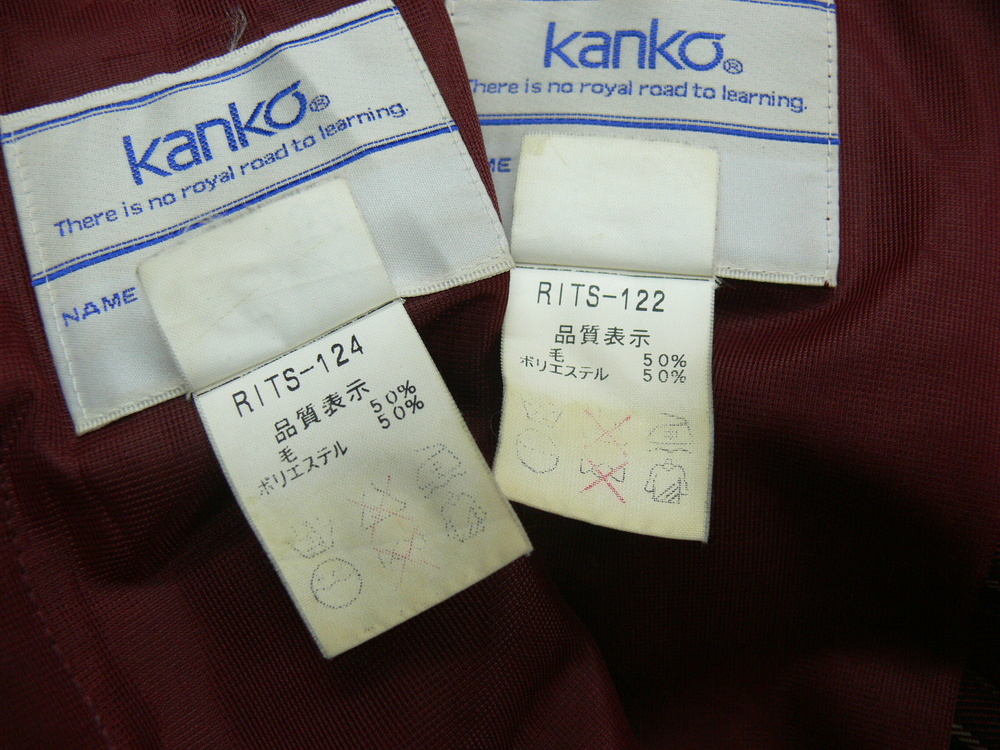 kanko®
There is no royal road to learning.
NAME
RITS-124
品質表示
毛 50%
ポリエステル 50%
kanko®
There is no royal road to learning.
NAME
RITS-122
品質表示
毛 50%
ポリエステル 50%